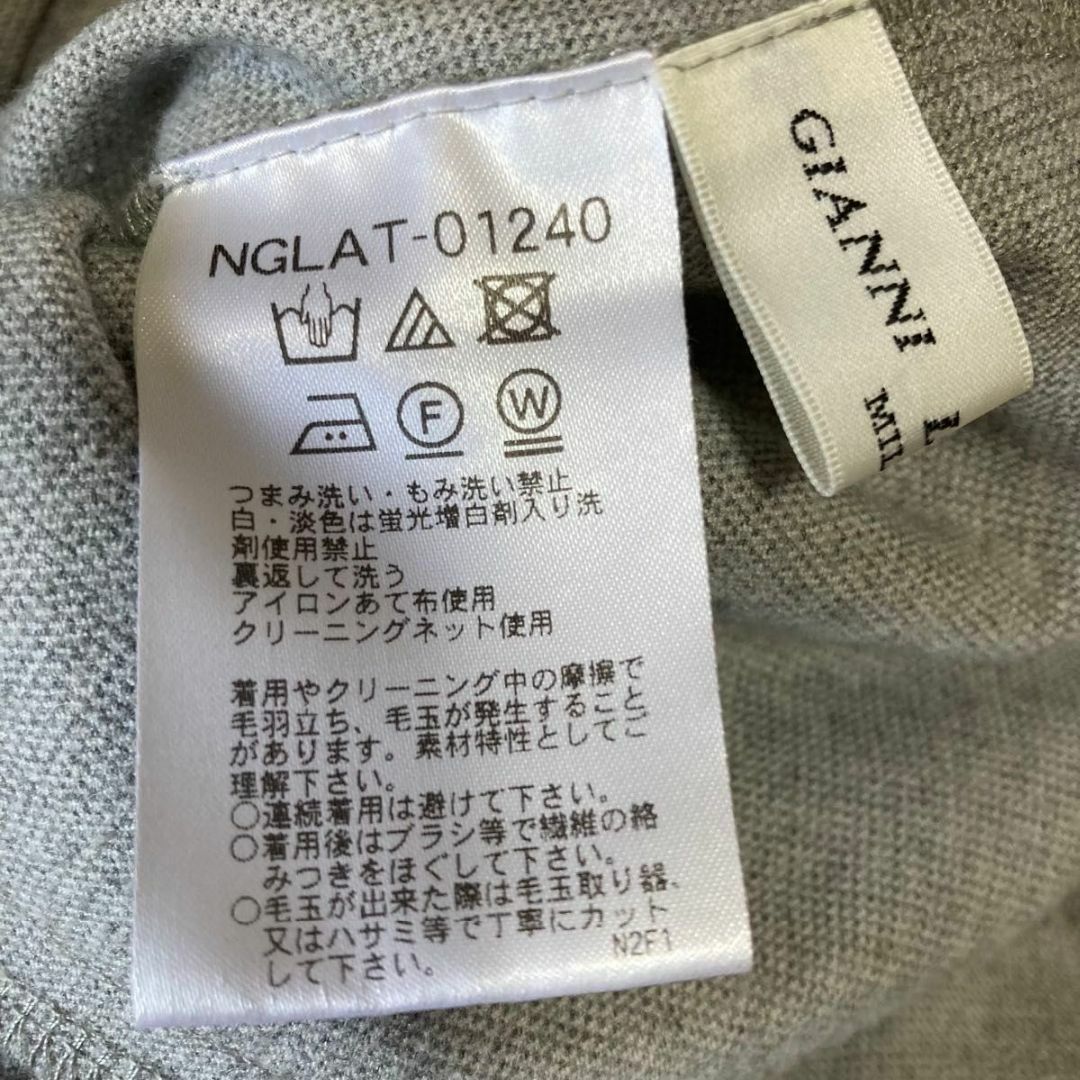 NGLAT-01240
F
W
つまみ洗い・もみ洗い禁止
白・淡色は蛍光増白剤入り洗
剤使用禁止
裏返して洗う
アイロンあて布使用
クリーニングネット使用
着用やクリーニング中の摩擦で
毛羽立ち、毛玉が発生すること
があります。素材特性としてご
理解下さい。
○連続着用は避けて下さい。
○着用後はブラシ等で繊維の絡
みつきをほぐして下さい。
○毛玉が出来た際は毛玉取り器、
又はハサミ等で丁寧にカット
して下さい。
N2F1
GIANNI